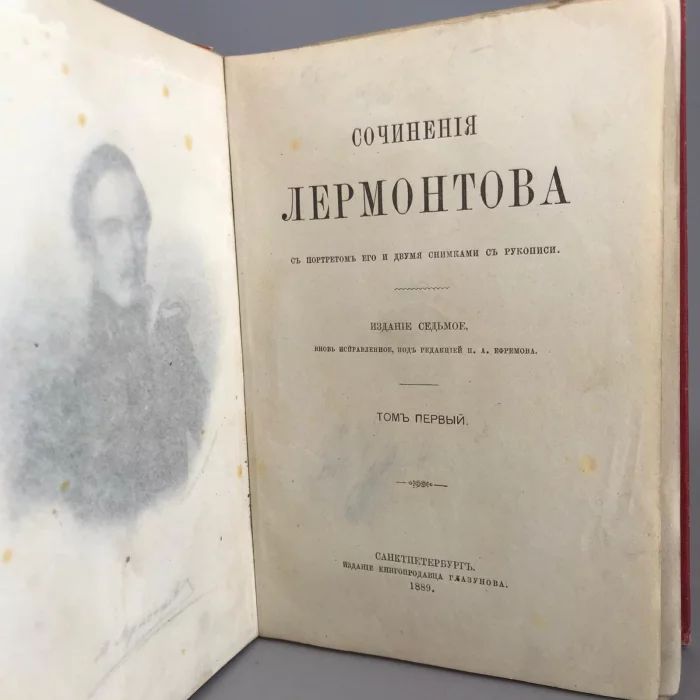 СОЧИНЕНІЯ
ЛЕРМОНТОВА
СЪ ПОРТРЕТОМЪ ЕГО И ДВУМЯ СНИМКАМИ СЪ РУКОПИСИ.
ИЗДАНІЕ СЕДЬМОЕ,
ВНОВЬ ИСПРАВЛЕННОЕ, ПОДЪ РЕДАКЦІЕЙ П. А. ЕФРЕМОВА.
ТОМЪ ПЕРВЫЙ.
САНКТПЕТЕРБУРГЪ.
ИЗДАНІЕ КНИГОПРОДАВЦА ГЛАЗУНОВА.
1889.